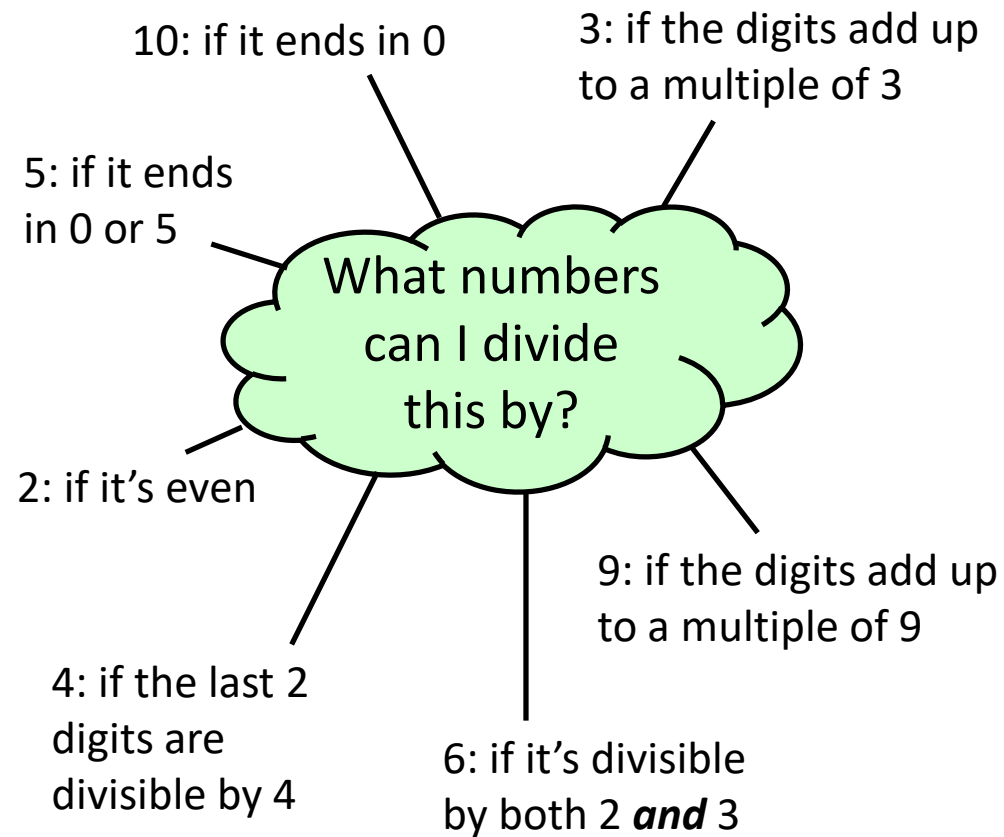 10: if it ends in 0
3: if the digits add up
to a multiple of 3
5: if it ends
in 0 or 5
What numbers
can I divide
this by?
2: if it’s even
9: if the digits add up
to a multiple of 9
4: if the last 2
digits are
divisible by 4
6: if it’s divisible
by both 2 and 3